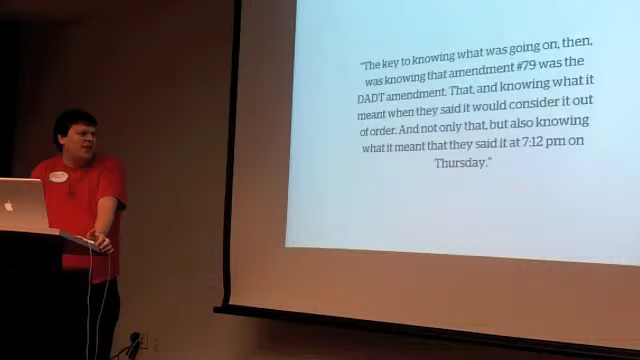 "The key to knowing what was going on, then,
was knowing that amendment #79 was the
DADT amendment. That, and knowing what it
meant when they said it would consider it out
of order. And not only that, but also knowing
what it meant that they said it at 7:12 pm on
Thursday."